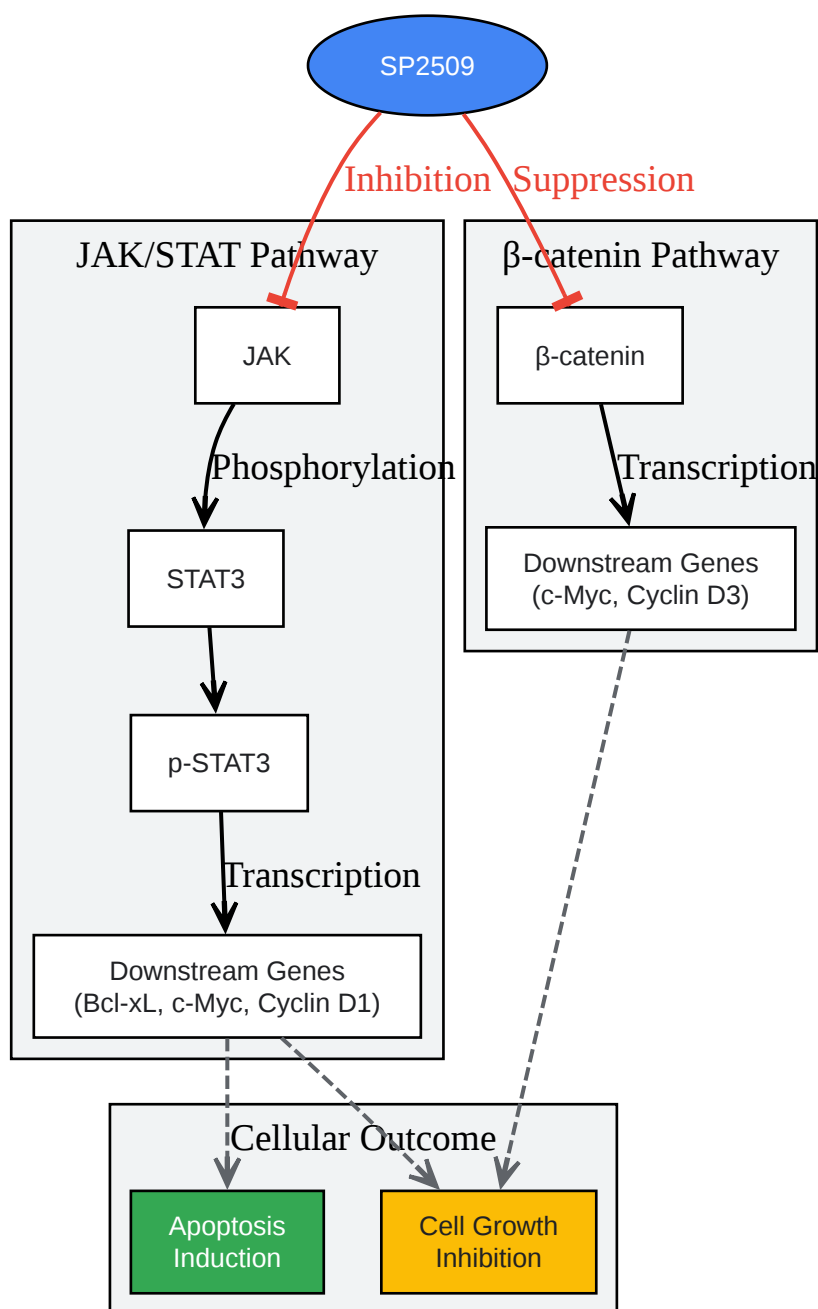 SP2509
Inhibition
Suppression
JAK/STAT Pathway
β-catenin Pathway
JAK
β-catenin
Phosphorylation
Transcription
STAT3
Downstream Genes
(c-Myc, Cyclin D3)
p-STAT3
Transcription
Downstream Genes
(Bcl-xL, c-Myc, Cyclin D1)
Cellular Outcome
Apoptosis
Induction
Cell Growth
Inhibition